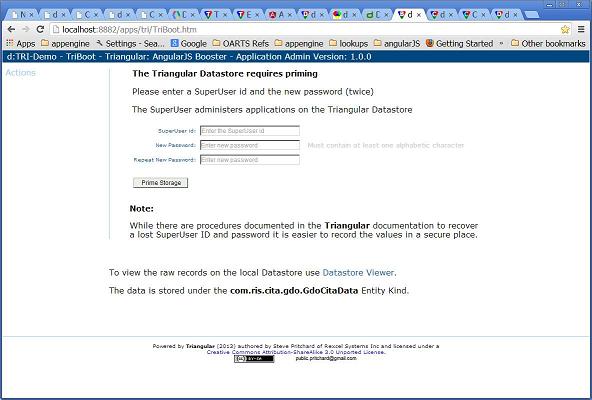 N
d
C
d
C
D
T
E
A
D
d
D
d
C
C
D
localhost:8882/apps/tri/TriBoot.htm
Apps appengine Settings - Sea... Google OARTS Refs appengine lookups angularJS Getting Started » Other bookmarks
d:TRI-Demo - TriBoot - Triangular: AngularJS Booster - Application Admin Version: 1.0.0
Actions
The Triangular Datastore requires priming
Please enter a SuperUser id and the new password (twice)
The SuperUser administers applications on the Triangular Datastore
SuperUser id: Enter the SuperUser id
New Password: Enter new password Must contain at least one alphabetic character
Repeat New Password: Enter new password
Prime Storage
Note:
While there are procedures documented in the Triangular documentation to recover
a lost SuperUser ID and password it is easier to record the values in a secure place.
To view the raw records on the local Datastore use Datastore Viewer.
The data is stored under the com.ris.cita.gdo.GdoCitaData Entity Kind.
Powered by Triangular (2013) authored by Steve Pritchard of Rexcel Systems Inc and licensed under a
Creative Commons Attribution-ShareAlike 3.0 Unported License.
public.pritchard@gmail.com